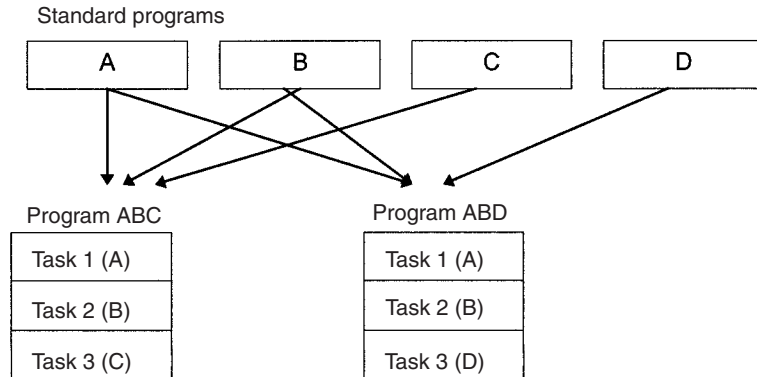 Standard programs
A B C D
Program ABC Program ABD
Task 1 (A) Task 1 (A)
Task 2 (B) Task 2 (B)
Task 3 (C) Task 3 (D)